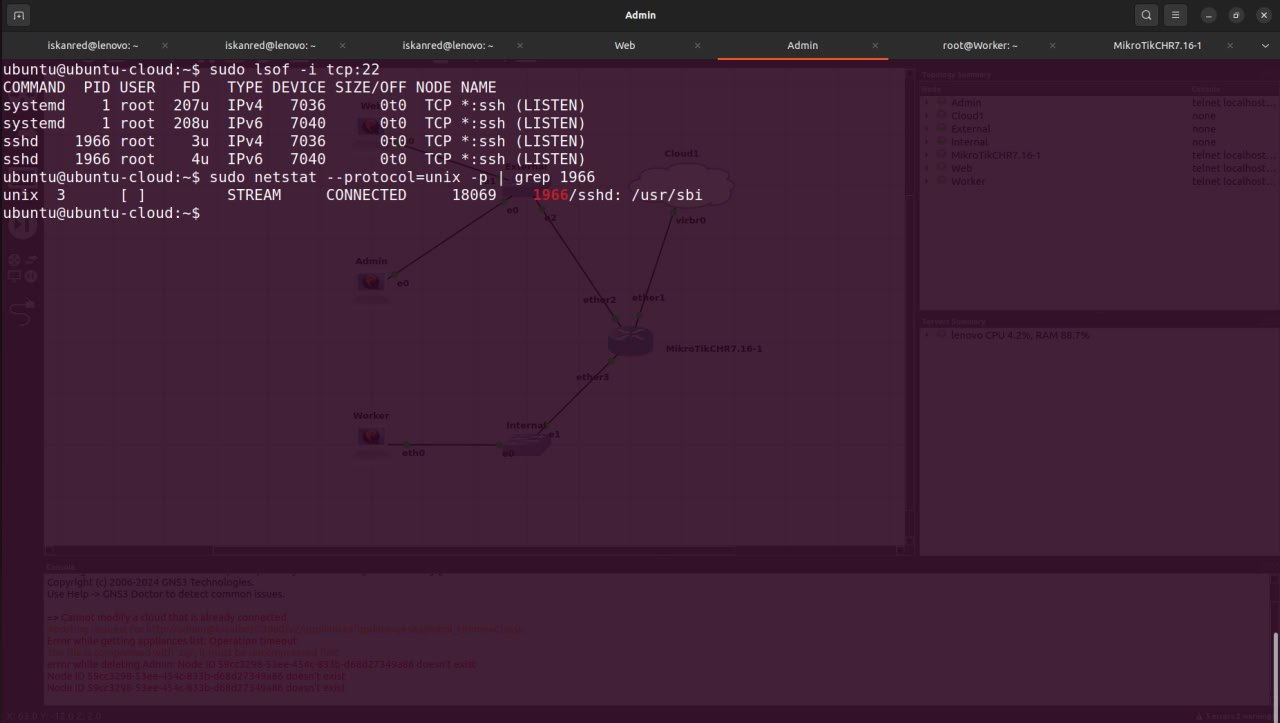 Admin
iskanred@lenovo: ~
iskanred@lenovo: ~
iskanred@lenovo: ~
Web
Admin
root@Worker: ~
MikroTikCHR7.16-1
ubuntu@ubuntu-cloud:~$ sudo lsof -i tcp:22
COMMAND PID USER FD TYPE DEVICE SIZE/OFF NODE NAME
systemd 1 root 207u IPv4 7036 0t0 TCP *:ssh (LISTEN)
systemd 1 root 208u IPv6 7040 0t0 TCP *:ssh (LISTEN)
sshd 1966 root 3u IPv4 7036 0t0 TCP *:ssh (LISTEN)
sshd 1966 root 4u IPv6 7040 0t0 TCP *:ssh (LISTEN)
ubuntu@ubuntu-cloud:~$ sudo netstat --protocol=unix -p | grep 1966
unix 3 [ ] STREAM CONNECTED 18069 1966/sshd: /usr/sbi
ubuntu@ubuntu-cloud:~$
Cloud1
e0
e2
virbr0
Admin
e0
ether2
ether1
MikroTikCHR7.16-1
ether3
Worker
Internal
e1
eth0
e0
Topology Summary
Node Console
Admin telnet localhost...
Cloud1 none
External none
Internal none
MikroTikCHR7.16-1 telnet localhost...
Web telnet localhost...
Worker telnet localhost...
Servers Summary
lenovo CPU 4.2%, RAM 88.7%
Console
Copyright (c) 2006-2024 GNS3 Technologies.
Use Help -> GNS3 Doctor to detect common issues.
=> Cannot modify a cloud that is already connected
Error while getting appliances list: Operation timeout
error while deleting Admin: Node ID 59cc3298-53ee-454c-833b-d68d27349a86 doesn't exist
Node ID 59cc3298-53ee-454c-833b-d68d27349a86 doesn't exist
Node ID 59cc3298-53ee-454c-833b-d68d27349a86 doesn't exist